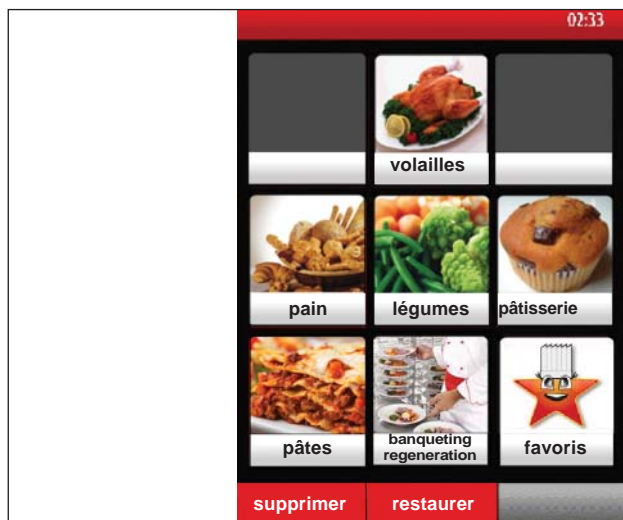 02:33
volailles
pain
légumes
pâtisserie
pâtes
banqueting
regeneration
favoris
supprimer
restaurer